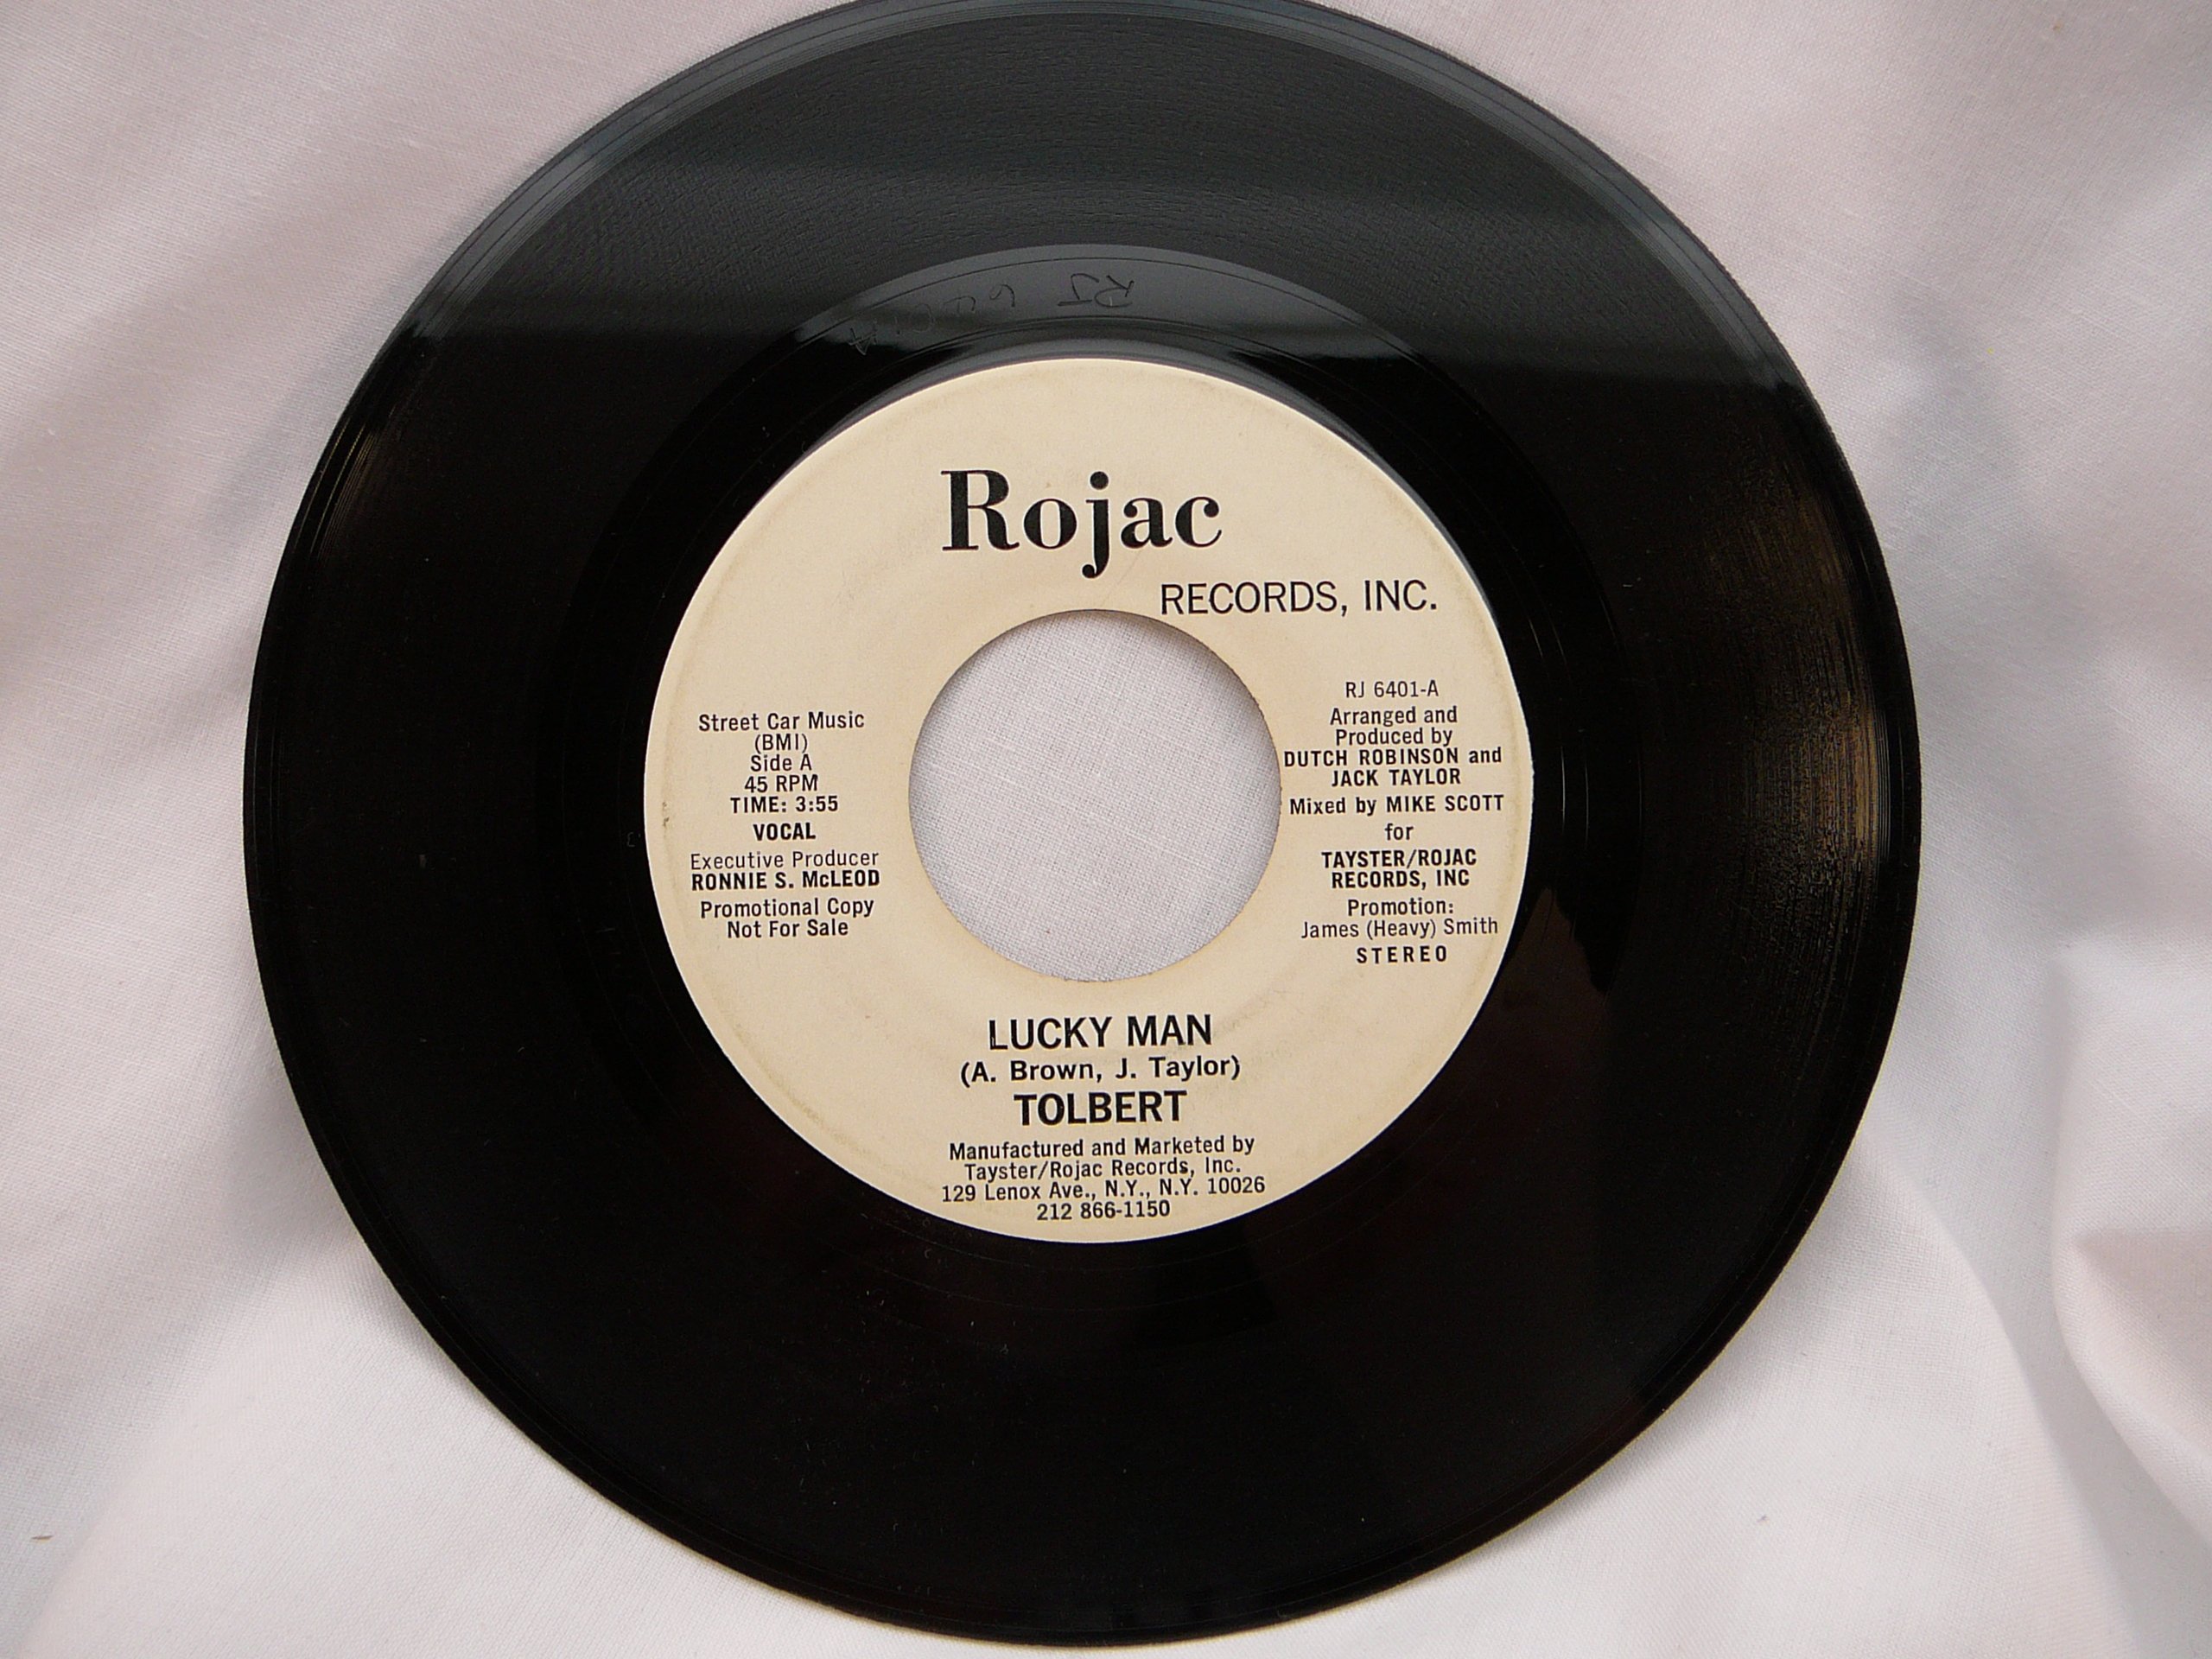 Rojac
RECORDS, INC.
Street Car Music
(BMI)
Side A
45 RPM
TIME: 3:55
VOCAL
Executive Producer
RONNIE S. McLEOD
Promotional Copy
Not For Sale
RJ 6401-A
Arranged and
Produced by
DUTCH ROBINSON and
JACK TAYLOR
Mixed by MIKE SCOTT
for
TAYSTER/ROJAC
RECORDS, INC
Promotion:
James (Heavy) Smith
STEREO
LUCKY MAN
(A. Brown, J. Taylor)
TOLBERT
Manufactured and Marketed by
Tayster/Rojac Records, Inc.
129 Lenox Ave., N.Y., N.Y. 10026
212 866-1150
RJ